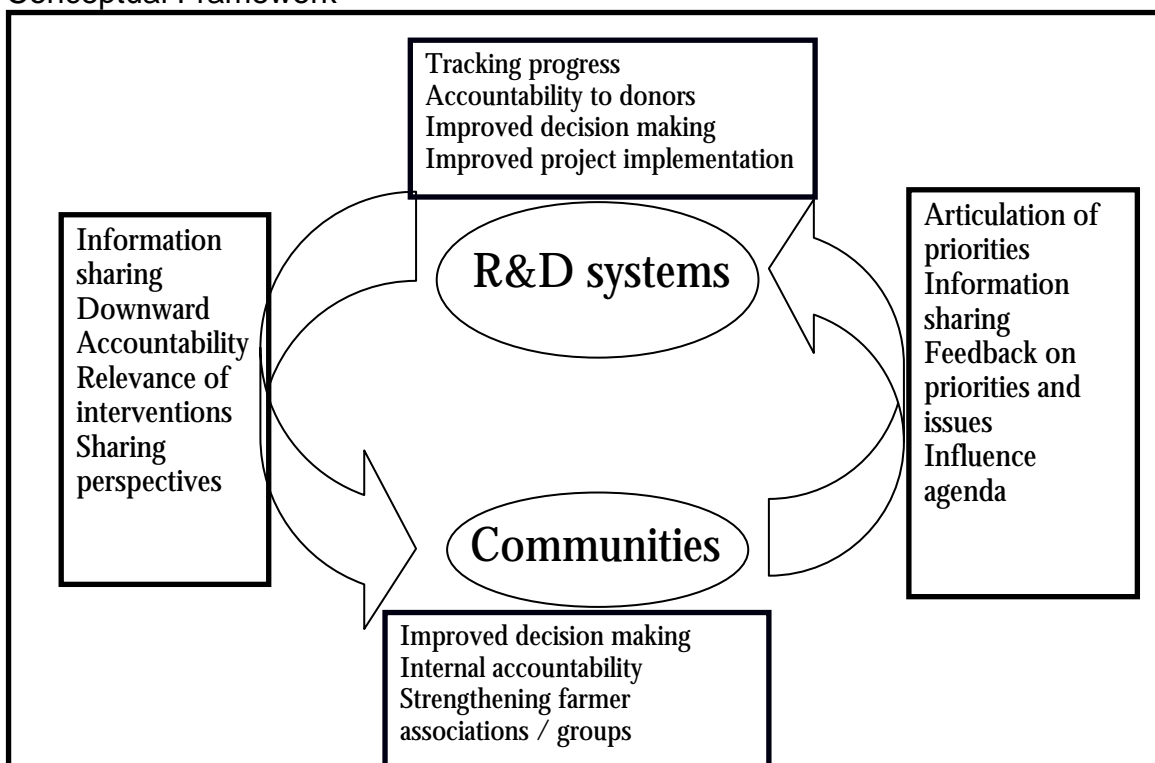 Conceptual Framework
Tracking progress
Accountability to donors
Improved decision making
Improved project implementation
Information
sharing
Downward
Accountability
Relevance of
interventions
Sharing
perspectives
R&D systems
Articulation of
priorities
Information
sharing
Feedback on
priorities and
issues
Influence
agenda
Communities
Improved decision making
Internal accountability
Strengthening farmer
associations / groups